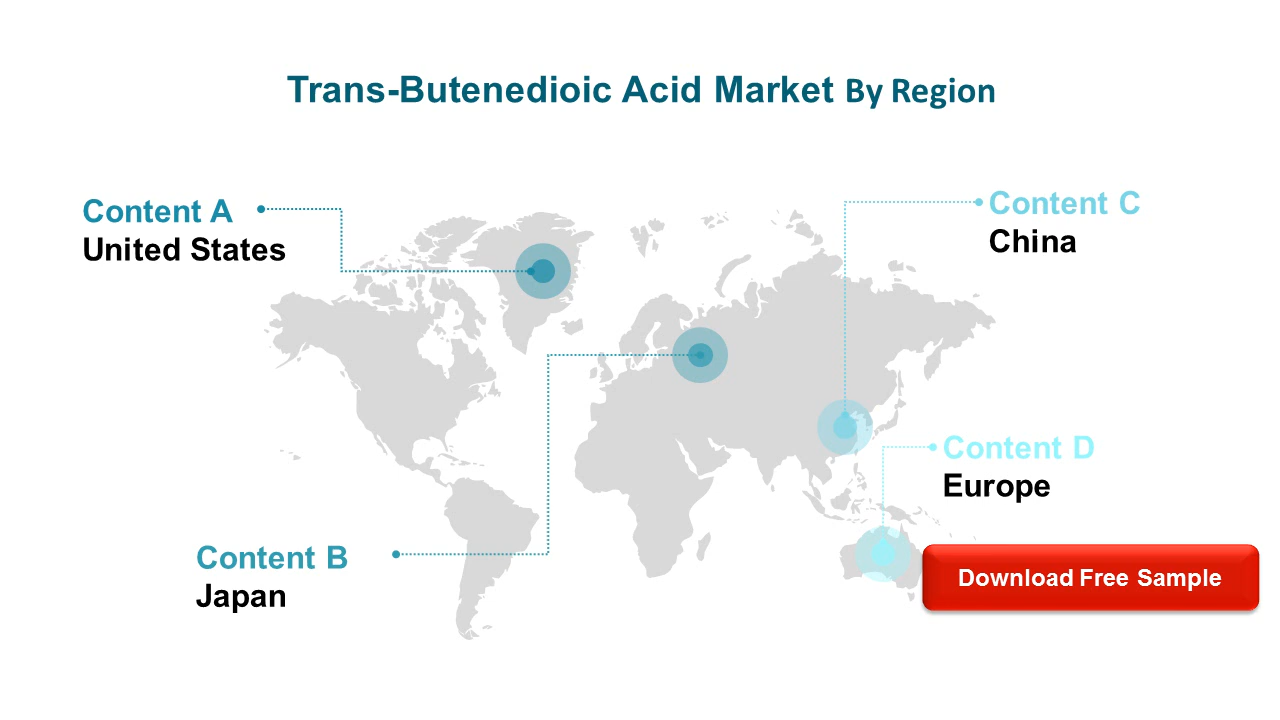 Trans-Butenedioic Acid Market By Region
Content A
United States
Content C
China
Content D
Europe
Content B
Japan
Download Free Sample